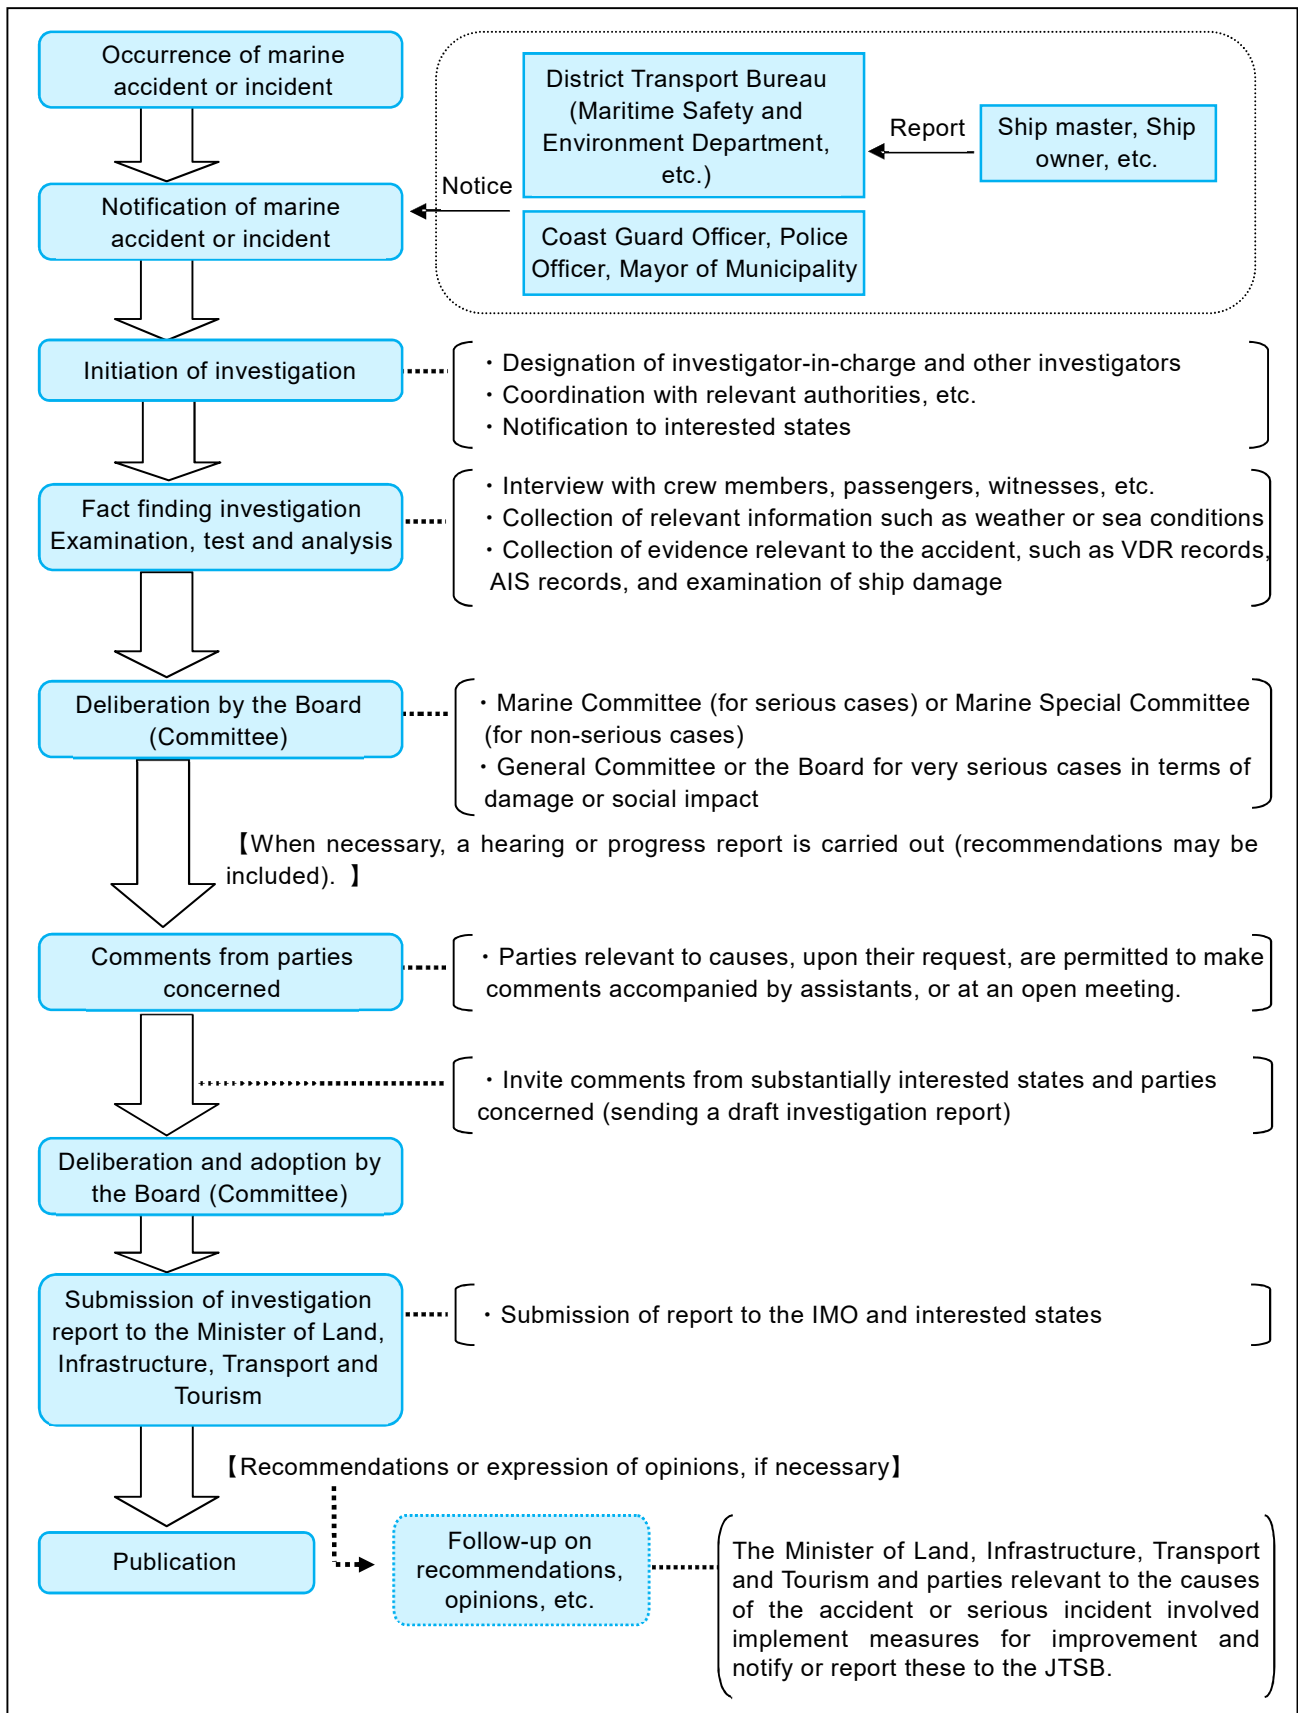 Occurrence of marine
accident or incident
District Transport Bureau
(Maritime Safety and
Environment Department,
etc.)
Report
Ship master, Ship
owner, etc.
Notice
Notification of marine
accident or incident
Coast Guard Officer, Police
Officer, Mayor of Municipality
Initiation of investigation
・Designation of investigator-in-charge and other investigators
・Coordination with relevant authorities, etc.
・Notification to interested states
Fact finding investigation
Examination, test and analysis
・Interview with crew members, passengers, witnesses, etc.
・Collection of relevant information such as weather or sea conditions
・Collection of evidence relevant to the accident, such as VDR records,
AIS records, and examination of ship damage
Deliberation by the Board
(Committee)
・Marine Committee (for serious cases) or Marine Special Committee
(for non-serious cases)
・General Committee or the Board for very serious cases in terms of
damage or social impact
【When necessary, a hearing or progress report is carried out (recommendations may be
included). 】
Comments from parties
concerned
・Parties relevant to causes, upon their request, are permitted to make
comments accompanied by assistants, or at an open meeting.
・Invite comments from substantially interested states and parties
concerned (sending a draft investigation report)
Deliberation and adoption by
the Board (Committee)
Submission of investigation
report to the Minister of Land,
Infrastructure, Transport and
Tourism
・Submission of report to the IMO and interested states
【Recommendations or expression of opinions, if necessary】
Publication
Follow-up on
recommendations,
opinions, etc.
The Minister of Land, Infrastructure, Transport
and Tourism and parties relevant to the causes
of the accident or serious incident involved
implement measures for improvement and
notify or report these to the JTSB.